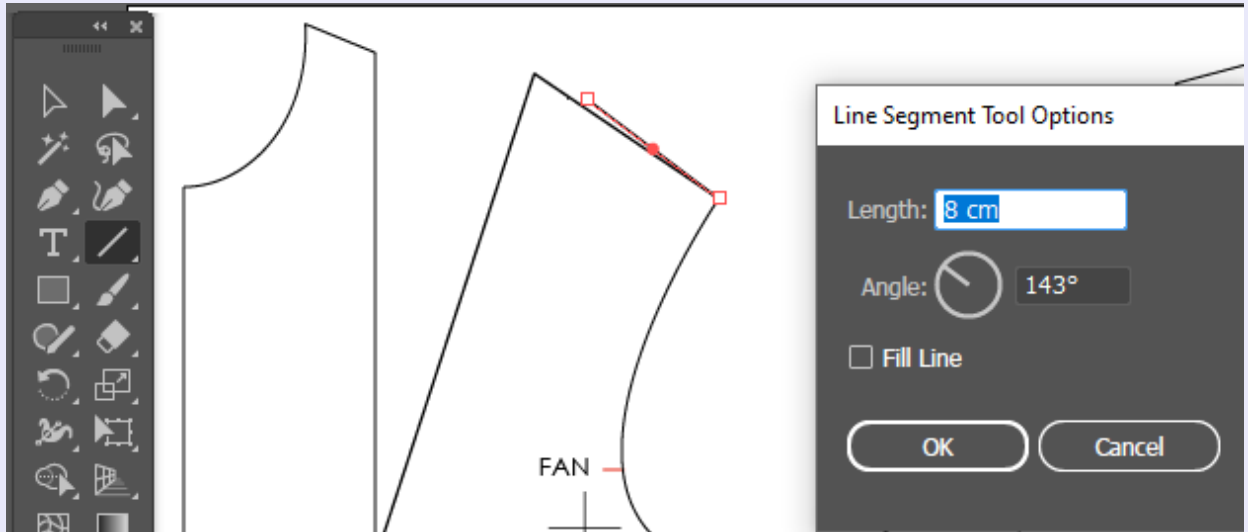 Line Segment Tool Options
Length: 8 cm
Angle: 143°
Fill Line
OK Cancel
FAN